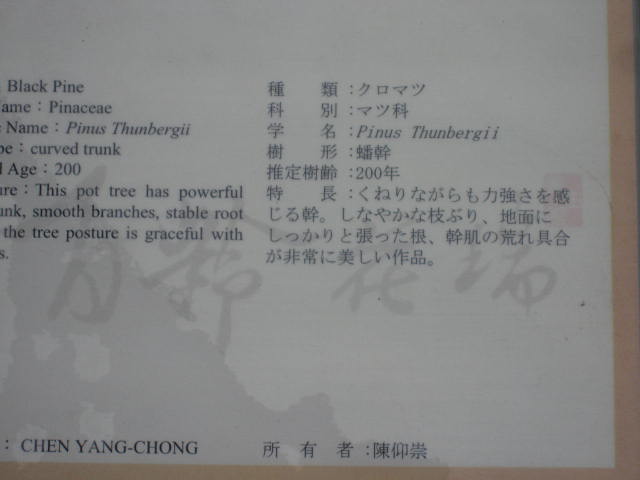 Black Pine
ame：Pinaceae
e Name：Pinus Thunbergii
pe：curved trunk
d Age：200
ure：This pot tree has powerful
unk, smooth branches, stable root
the tree posture is graceful with
s.
：CHEN YANG-CHONG
種　類：クロマツ
科　別：マツ科
学　名：Pinus Thunbergii
樹　形：蟠幹
推定樹齢：200年
特　長：くねりながらも力強さを感
じる幹。しなやかな枝ぶり、地面に
しっかりと張った根、幹肌の荒れ具合
が非常に美しい作品。
所　有　者：陳仰崇